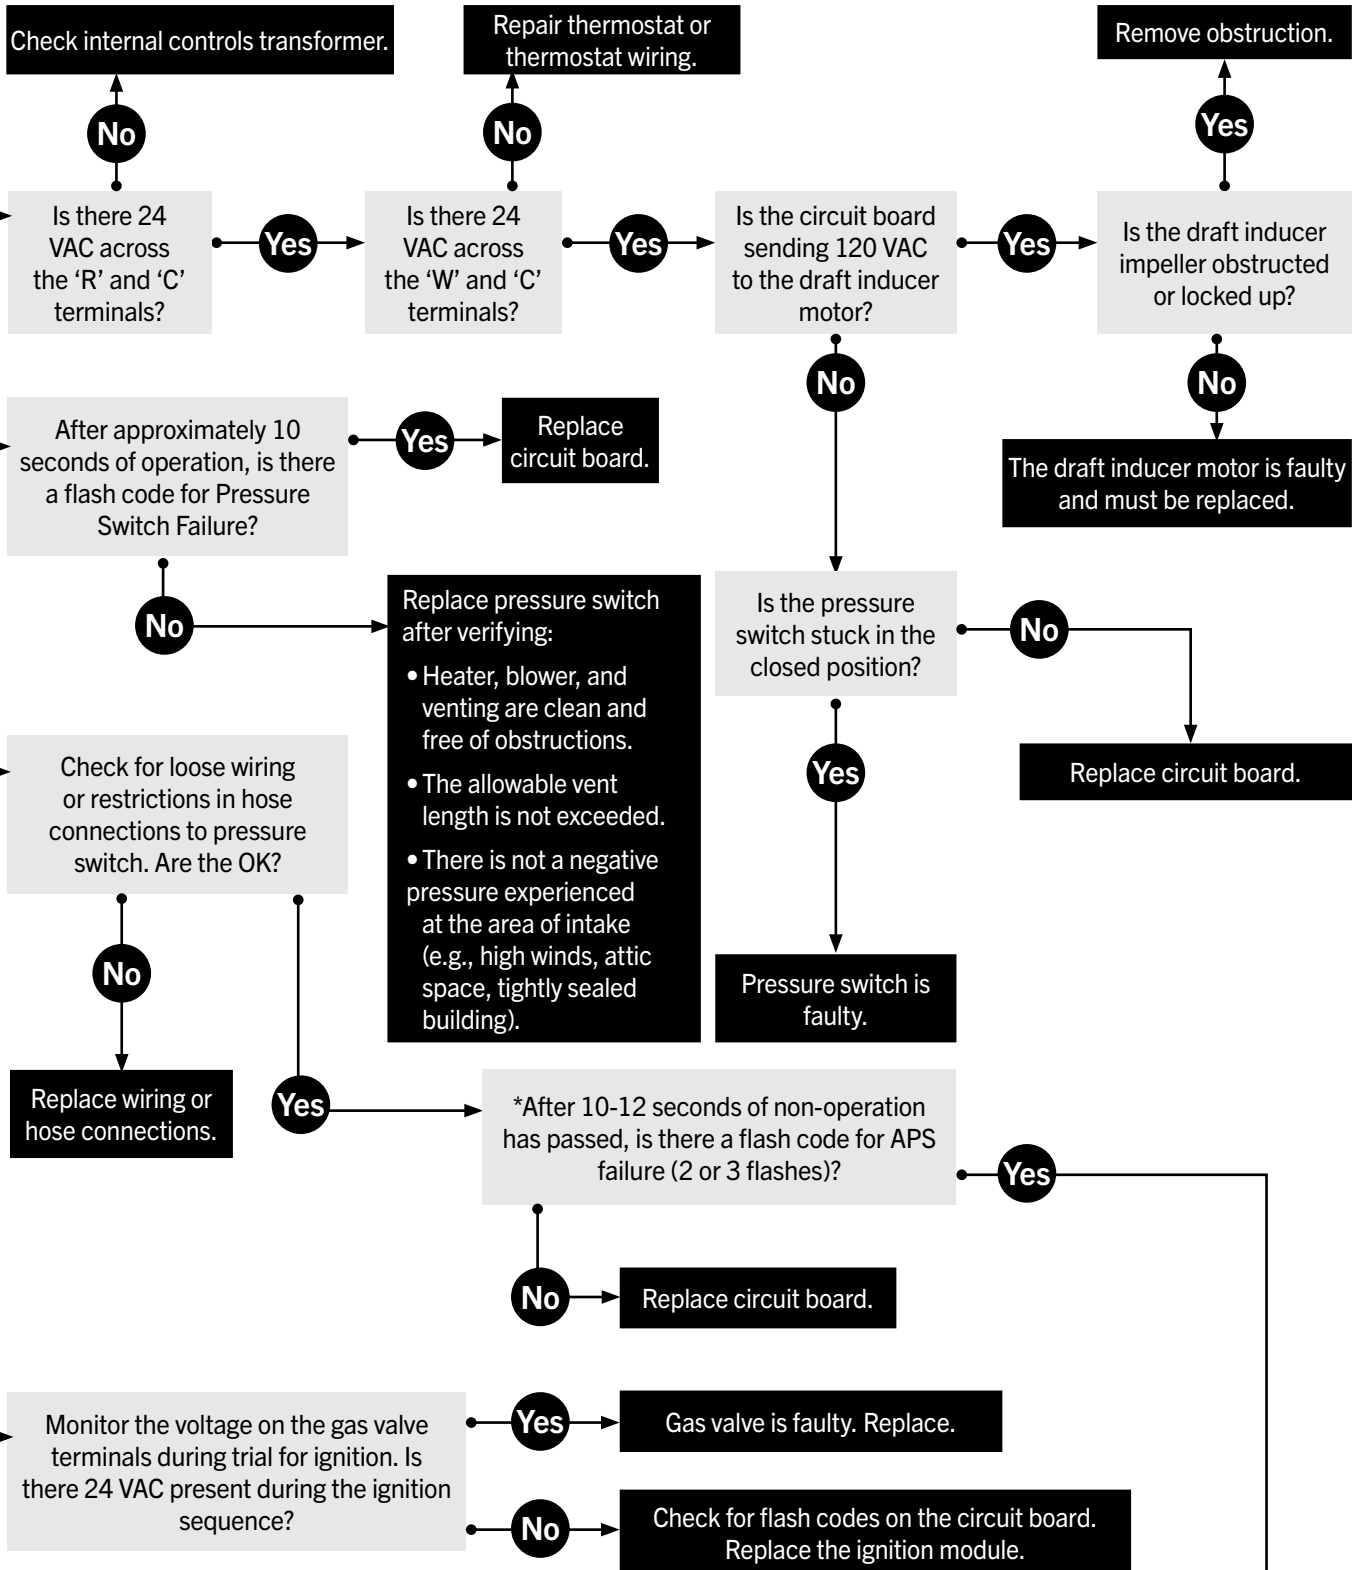 Check internal controls transformer.
Repair thermostat or
thermostat wiring.
Remove obstruction.
No
No
Yes
Is there 24
VAC across
the ‘R’ and ‘C’
terminals?
Yes
Is there 24
VAC across
the ‘W’ and ‘C’
terminals?
Yes
Is the circuit board
sending 120 VAC
to the draft inducer
motor?
Yes
Is the draft inducer
impeller obstructed
or locked up?
No
No
The draft inducer motor is faulty
and must be replaced.
After approximately 10
seconds of operation, is there
a flash code for Pressure
Switch Failure?
Yes
Replace
circuit board.
No
Replace pressure switch
after verifying:
• Heater, blower, and
venting are clean and
free of obstructions.
• The allowable vent
length is not exceeded.
• There is not a negative
pressure experienced
at the area of intake
(e.g., high winds, attic
space, tightly sealed
building).
Is the pressure
switch stuck in the
closed position?
No
Replace circuit board.
Yes
Pressure switch is
faulty.
Check for loose wiring
or restrictions in hose
connections to pressure
switch. Are the OK?
No
Replace wiring or
hose connections.
Yes
*After 10-12 seconds of non-operation
has passed, is there a flash code for APS
failure (2 or 3 flashes)?
Yes
No
Replace circuit board.
Monitor the voltage on the gas valve
terminals during trial for ignition. Is
there 24 VAC present during the ignition
sequence?
Yes
Gas valve is faulty. Replace.
No
Check for flash codes on the circuit board.
Replace the ignition module.